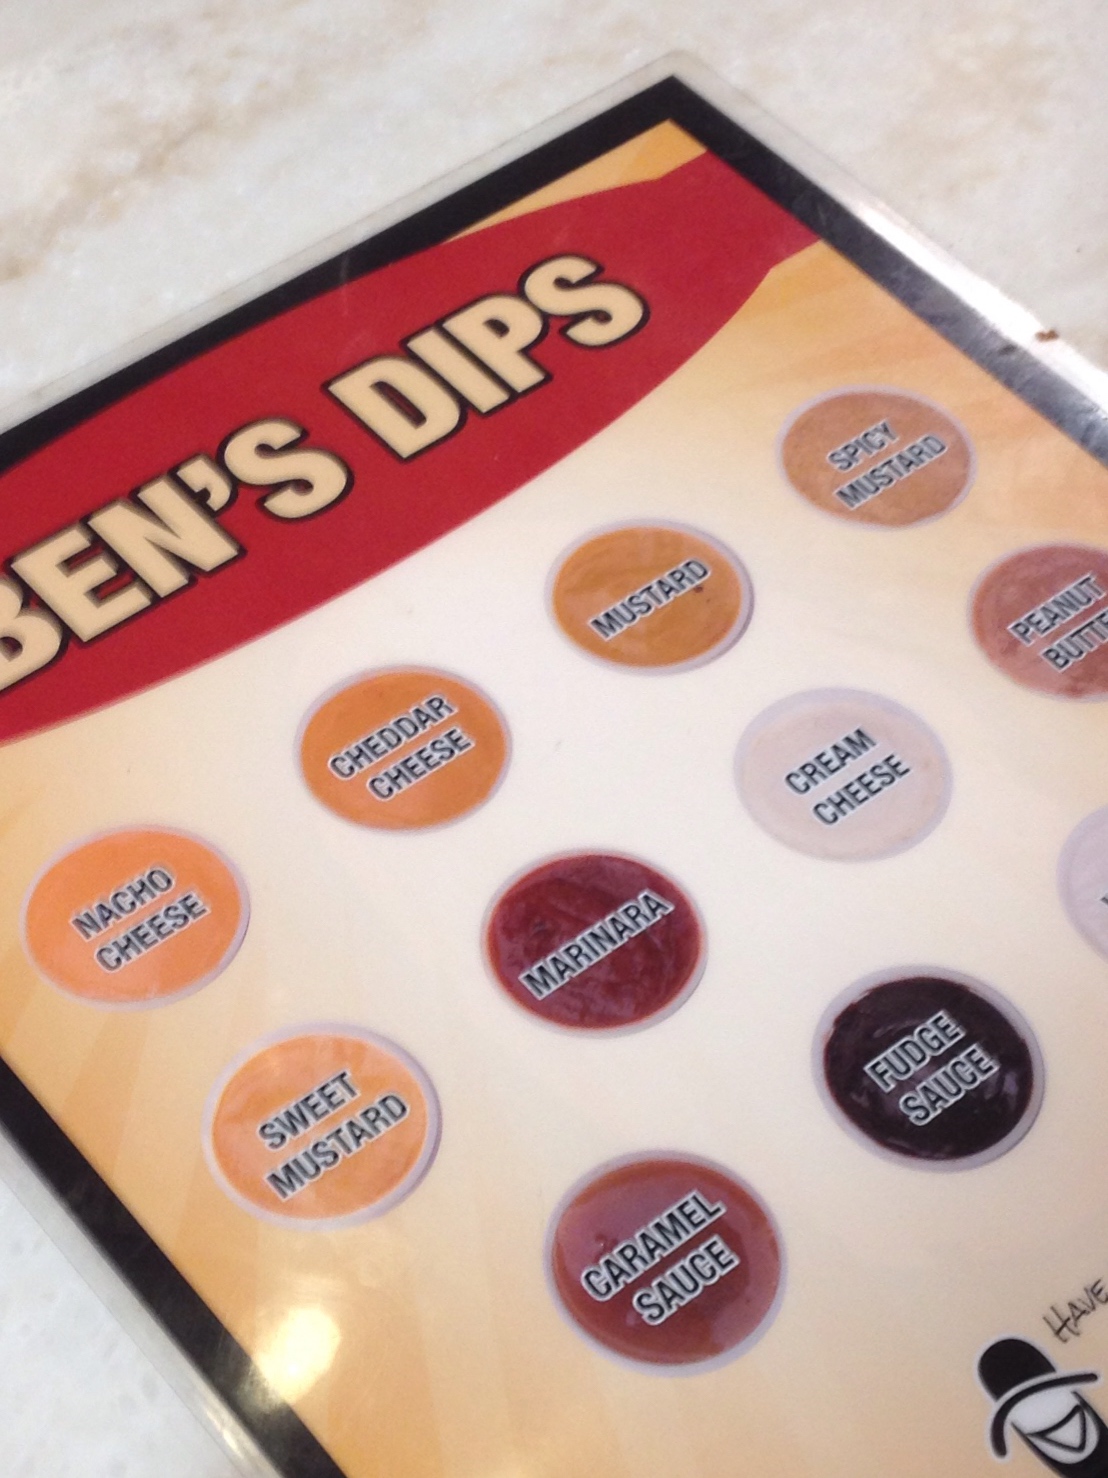 BEN'S DIPS
SPICY
MUSTARD
MUSTARD
PEANUT
CHEDDAR
CHEESE
CREAM
CHEESE
NACHO
CHEESE
MARINARA
FUDGE
SAUCE
SWEET
MUSTARD
CARAMEL
SAUCE
HAVE